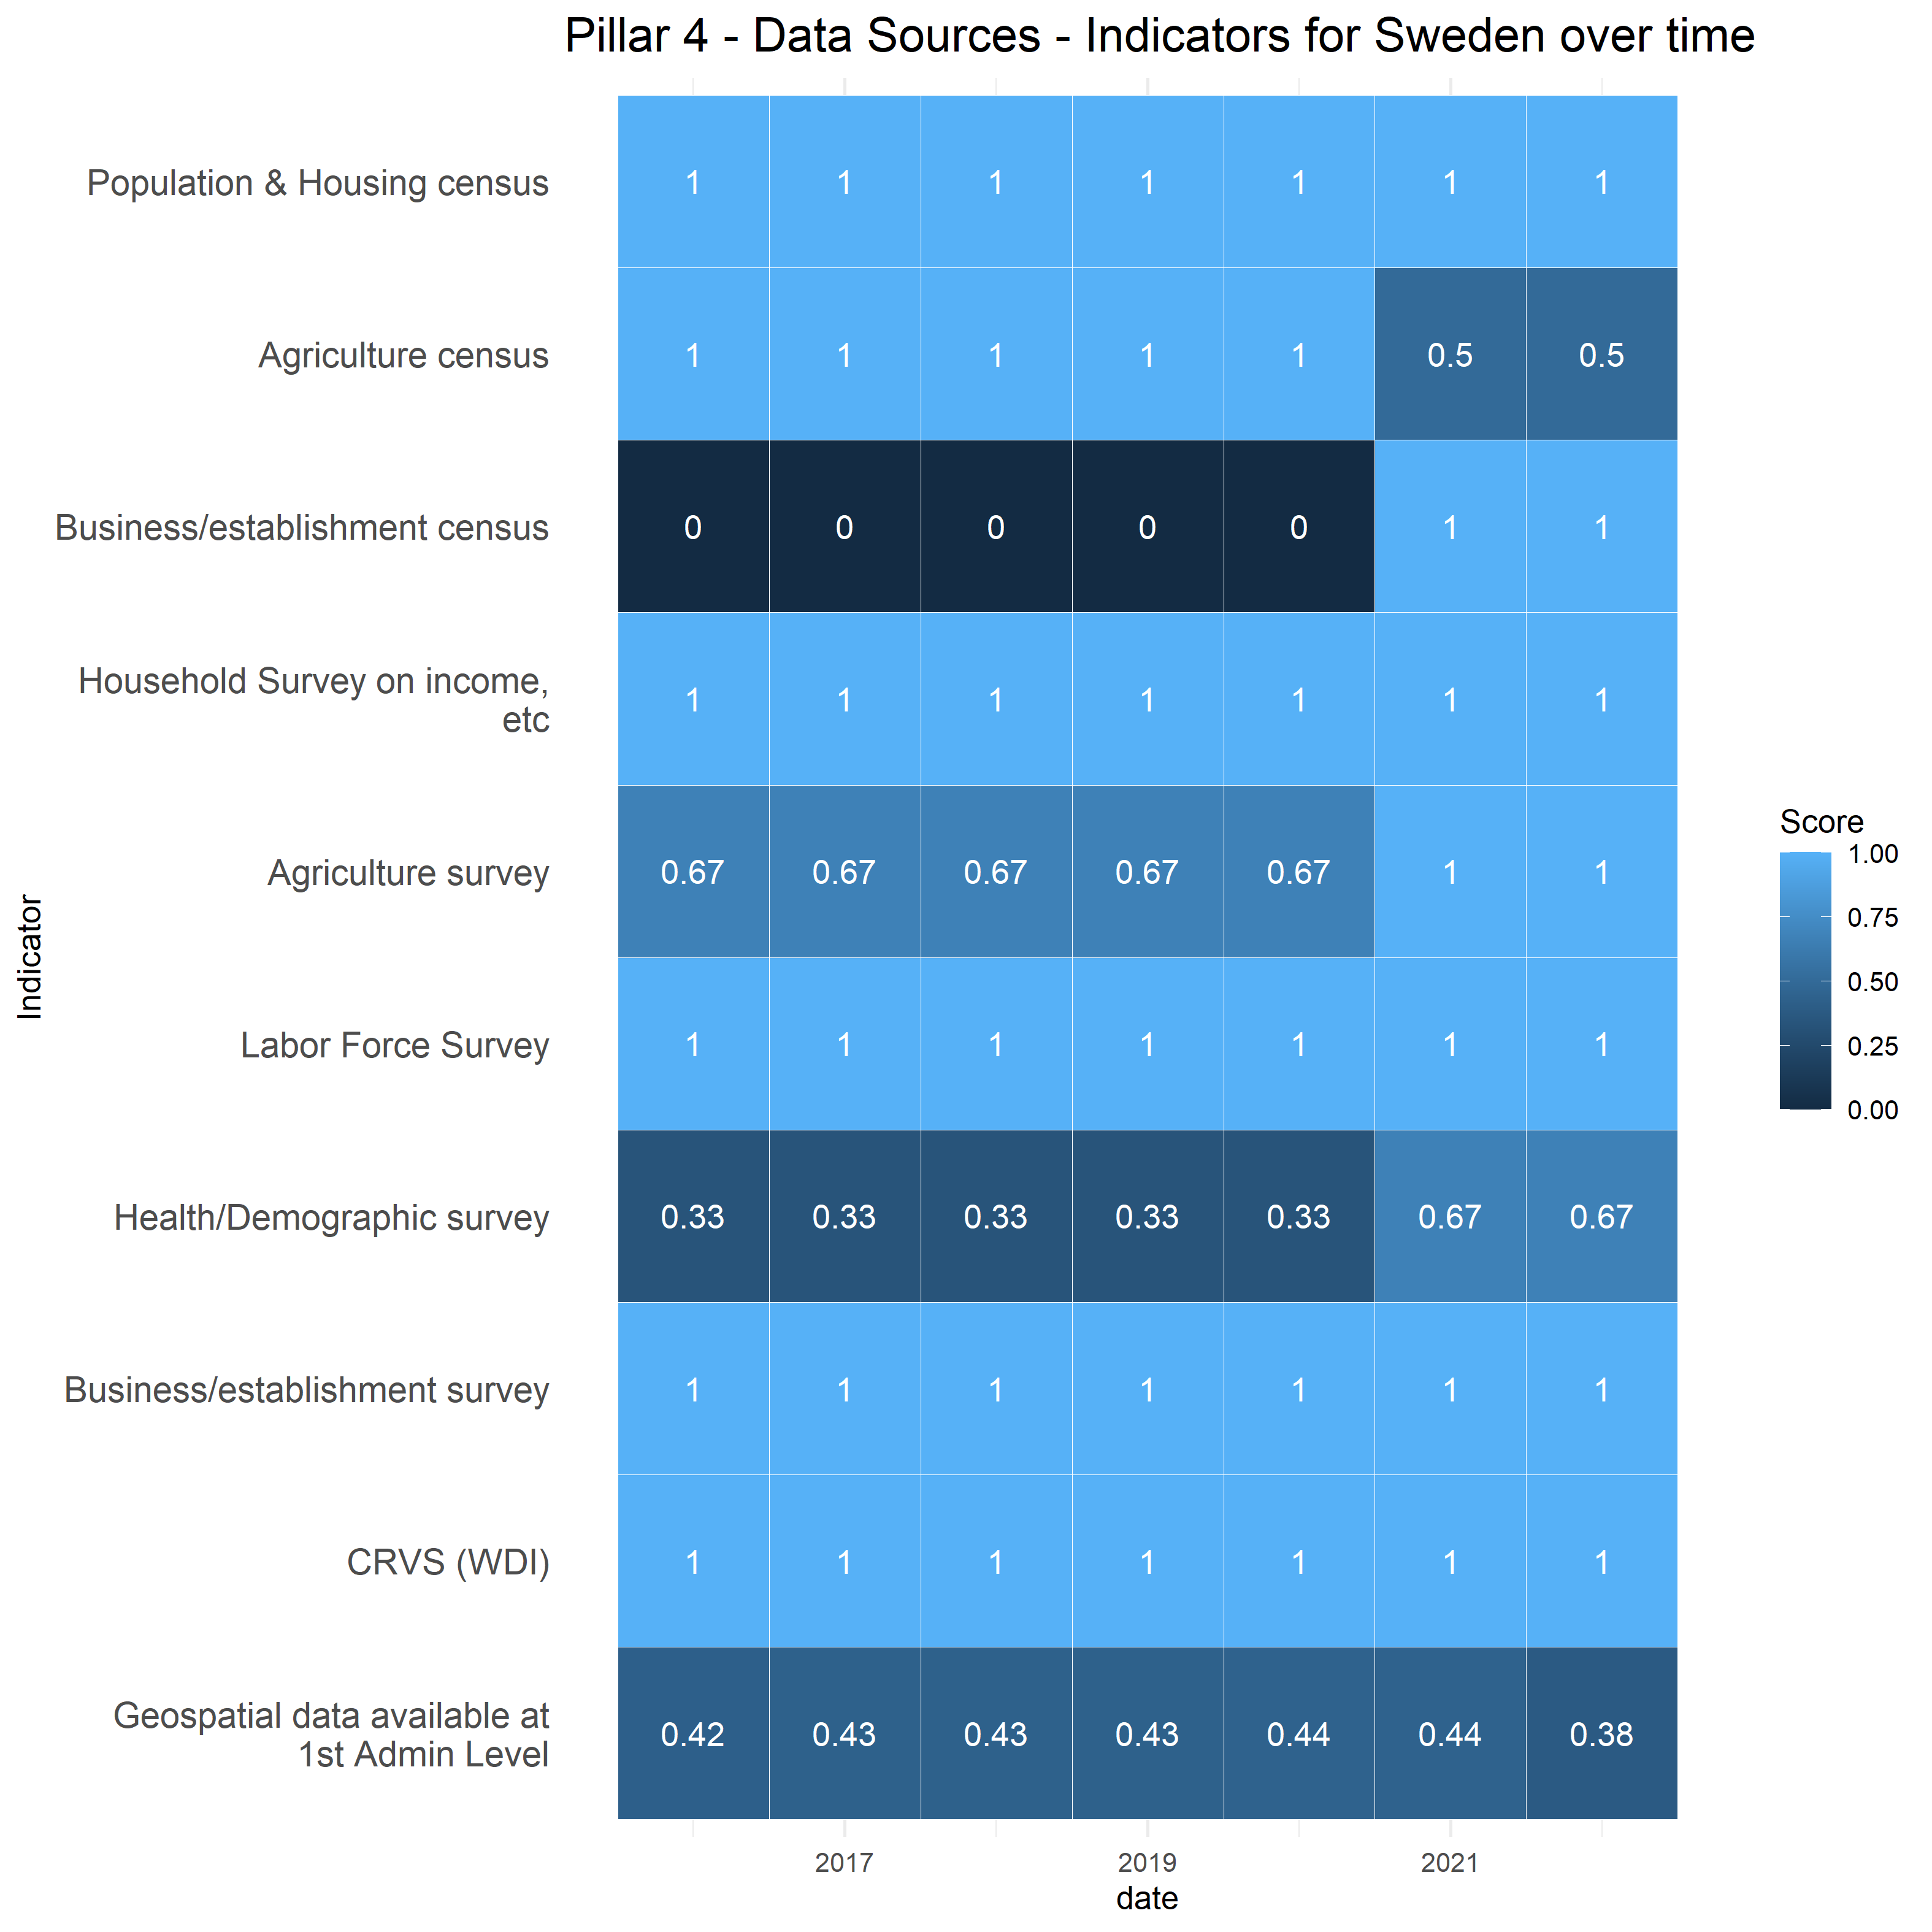 Pillar 4 - Data Sources - Indicators for Sweden over time
Population & Housing census
1 1 1 1 1 1 1
Agriculture census
1 1 1 1 1 0.5 0.5
Business/establishment census
0 0 0 0 0 1 1
Household Survey on income,
etc
1 1 1 1 1 1 1
Agriculture survey
0.67 0.67 0.67 0.67 0.67 1 1
Labor Force Survey
1 1 1 1 1 1 1
Health/Demographic survey
0.33 0.33 0.33 0.33 0.33 0.67 0.67
Business/establishment survey
1 1 1 1 1 1 1
CRVS (WDI)
1 1 1 1 1 1 1
Geospatial data available at
1st Admin Level
0.42 0.43 0.43 0.43 0.44 0.44 0.38
2017 2019 2021
date
Indicator
Score
1.00
0.75
0.50
0.25
0.00